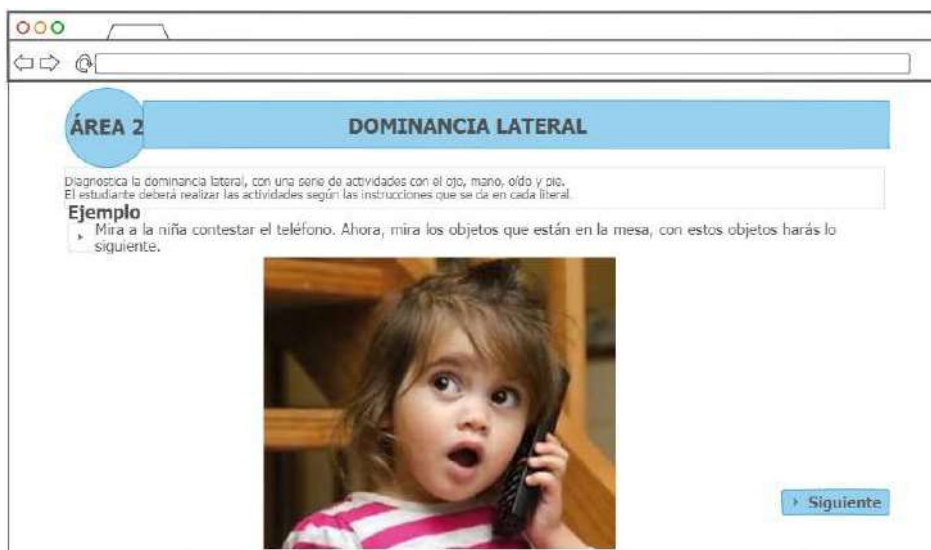 ÁREA 2
DOMINANCIA LATERAL
Diagnostica la dominancia lateral, con una serie de actividades con el ojo, mano, oído y pie.
El estudiante deberá realizar las actividades según las instrucciones que se da en cada literal.
Ejemplo
Mira a la niña contestar el teléfono. Ahora, mira los objetos que están en la mesa, con estos objetos harás lo
siguiente.
Siguiente